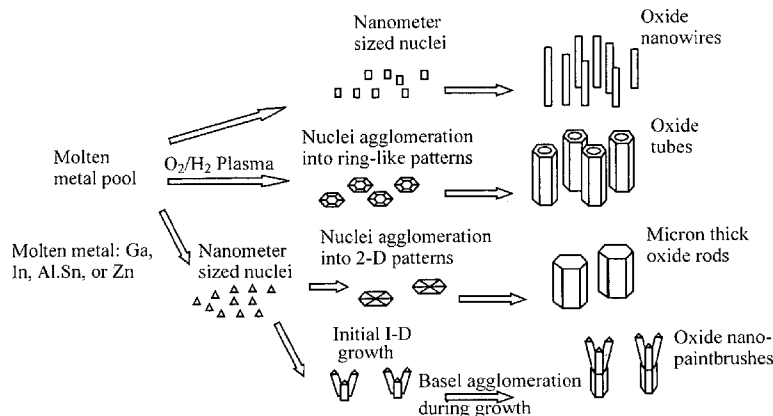 Nanometer
sized nuclei
Oxide
nanowires
Molten
metal pool
O2/H2 Plasma
Nuclei agglomeration
into ring-like patterns
Oxide
tubes
Molten metal: Ga,
In, Al.Sn, or Zn
Nanometer
sized nuclei
Nuclei agglomeration
into 2-D patterns
Micron thick
oxide rods
Initial I-D
growth
Basel agglomeration
during growth
Oxide nano-
paintbrushes